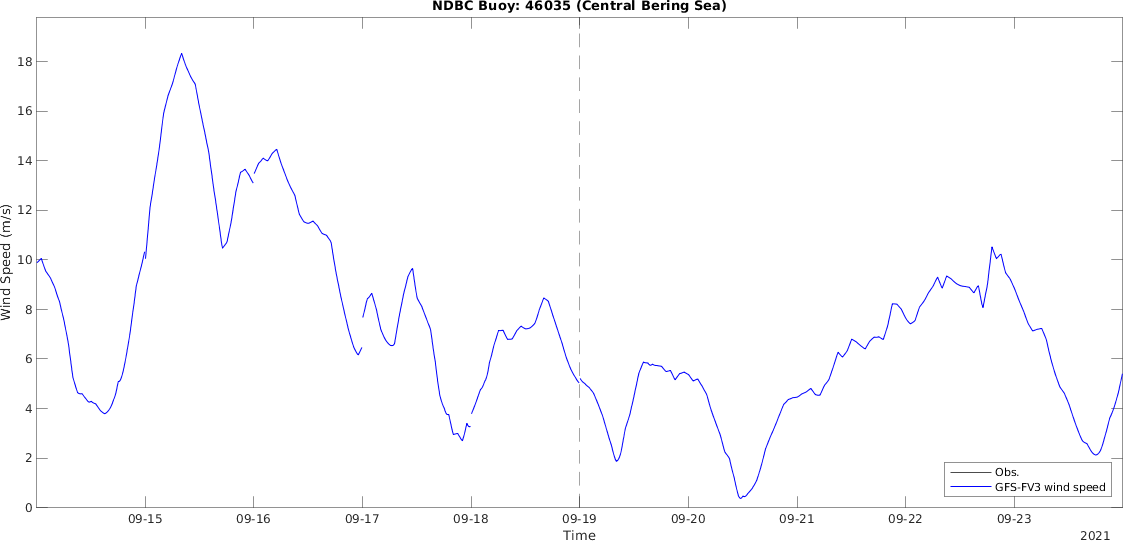 NDBC Buoy: 46035 (Central Bering Sea)
18
16
14
12
10
8
6
4
2
0
Wind Speed (m/s)
Obs.
GFS-FV3 wind speed
09-15 09-16 09-17 09-18 09-19 09-20 09-21 09-22 09-23
Time
2021